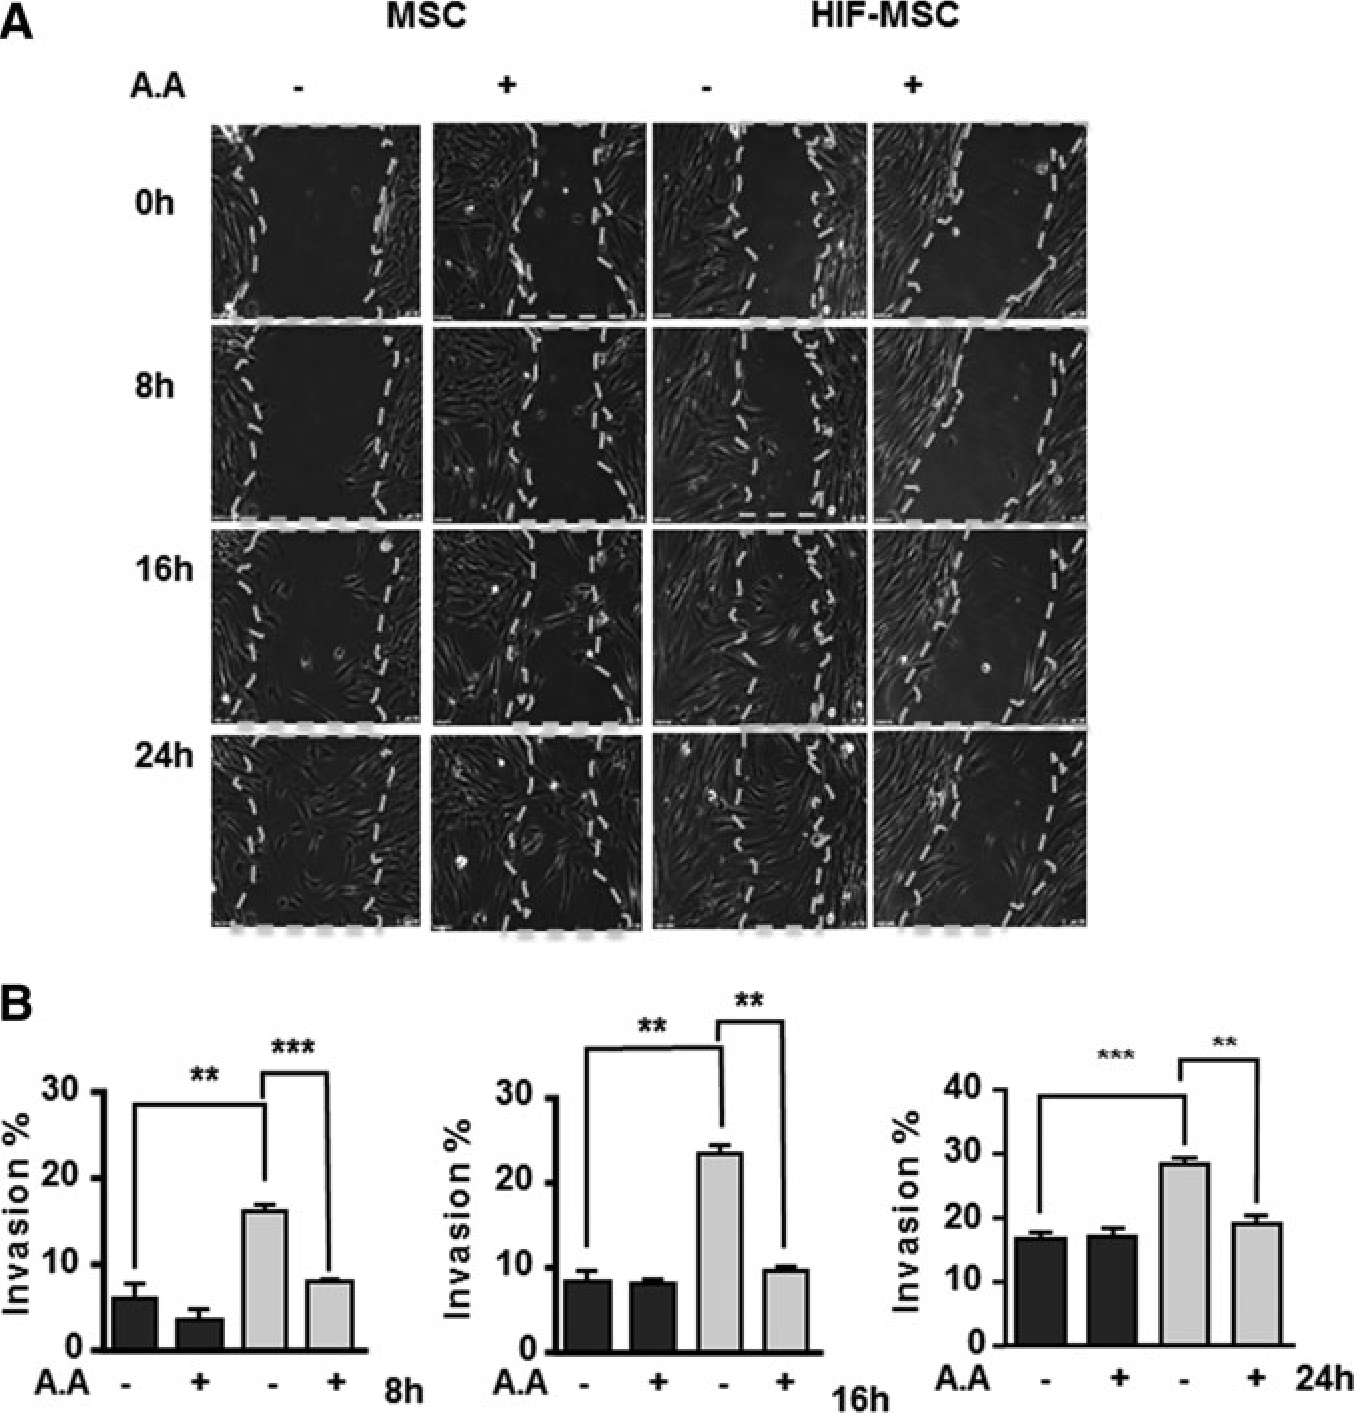 A
MSC HIF-MSC
A.A - + - +
0h
8h
16h
24h
B
** *** 
30
20
10
0
Invasion %
A.A - + - + 8h
** **
30
20
10
0
Invasion %
A.A - + - + 16h
*** **
40
30
20
10
0
Invasion %
A.A - + - + 24h